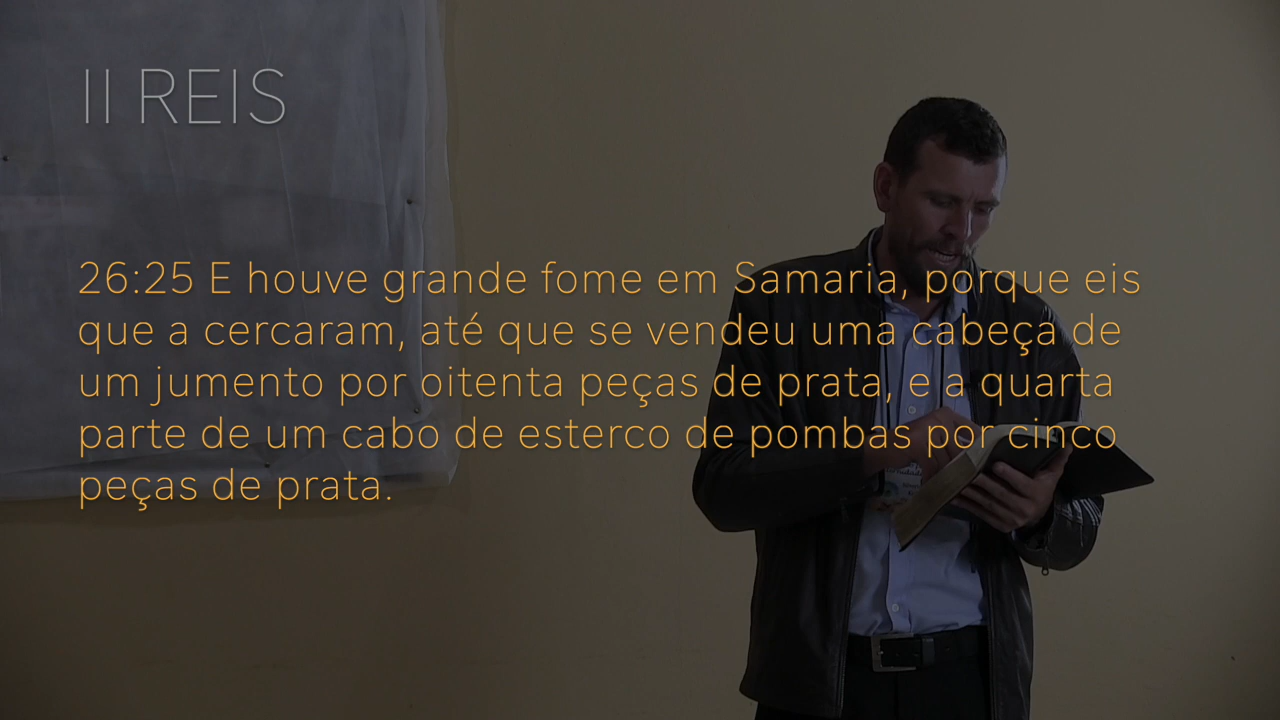 II REIS
26:25 E houve grande fome em Samaria, porque eis
que a cercaram, até que se vendeu uma cabeça de
um jumento por oitenta peças de prata, e a quarta
parte de um cabo de esterco de pombas por cinco
peças de prata.